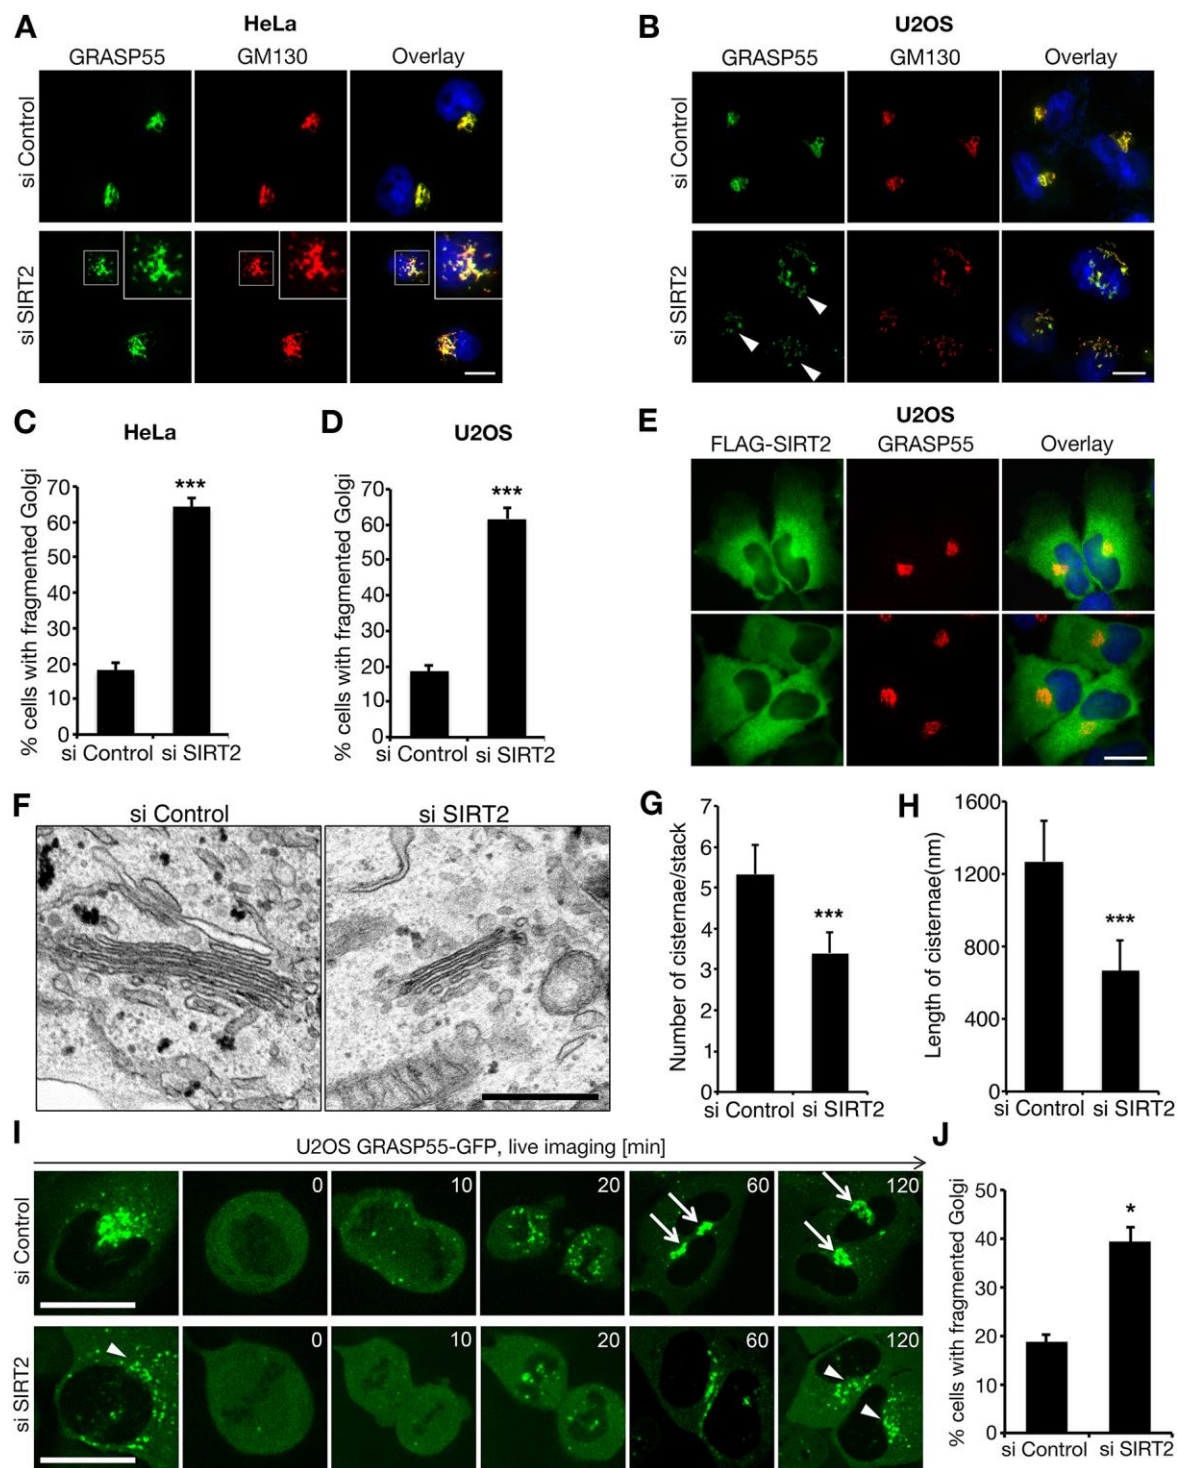 A
HeLa
GRASP55 GM130 Overlay
si Control
si SIRT2
B
U2OS
GRASP55 GM130 Overlay
si Control
si SIRT2
C
HeLa
% cells with fragmented Golgi
70
60
50
40
30
20
10
0
***
si Control si SIRT2
D
U2OS
% cells with fragmented Golgi
70
60
50
40
30
20
10
0
***
si Control si SIRT2
E
U2OS
FLAG-SIRT2 GRASP55 Overlay
F
si Control si SIRT2
G
Number of cisternae/stack
7
6
5
4
3
2
1
0
***
si Control si SIRT2
H
Length of cisternae(nm)
1600
1200
800
400
0
***
si Control si SIRT2
I
U2OS GRASP55-GFP, live imaging [min]
si Control
0 10 20 60 120
si SIRT2
0 10 20 60 120
J
% cells with fragmented Golgi
50
40
30
20
10
0
*
si Control si SIRT2